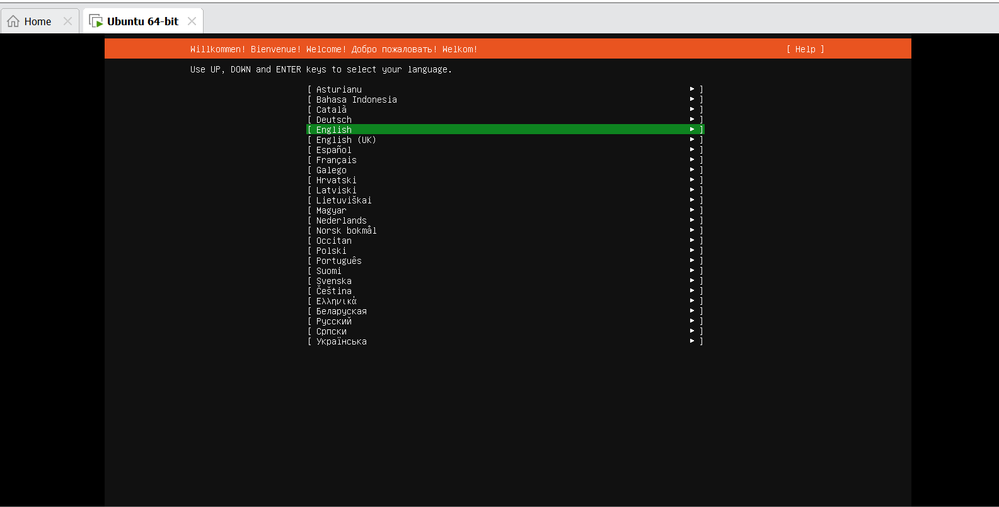 Home
Ubuntu 64-bit
Willkommen! Bienvenue! Welcome! Добро пожаловать! Welkom! [ Help ]
Use UP, DOWN and ENTER keys to select your language.
[ Asturianu ▸ ]
[ Bahasa Indonesia ▸ ]
[ Català ▸ ]
[ Deutsch ▸ ]
[ English ▸ ]
[ English (UK) ▸ ]
[ Español ▸ ]
[ Français ▸ ]
[ Galego ▸ ]
[ Hrvatski ▸ ]
[ Latviski ▸ ]
[ Lietuviškai ▸ ]
[ Magyar ▸ ]
[ Nederlands ▸ ]
[ Norsk bokmål ▸ ]
[ Occitan ▸ ]
[ Polski ▸ ]
[ Português ▸ ]
[ Suomi ▸ ]
[ Svenska ▸ ]
[ Čeština ▸ ]
[ Ελληνικά ▸ ]
[ Беларуская ▸ ]
[ Русский ▸ ]
[ Српски ▸ ]
[ Українська ▸ ]